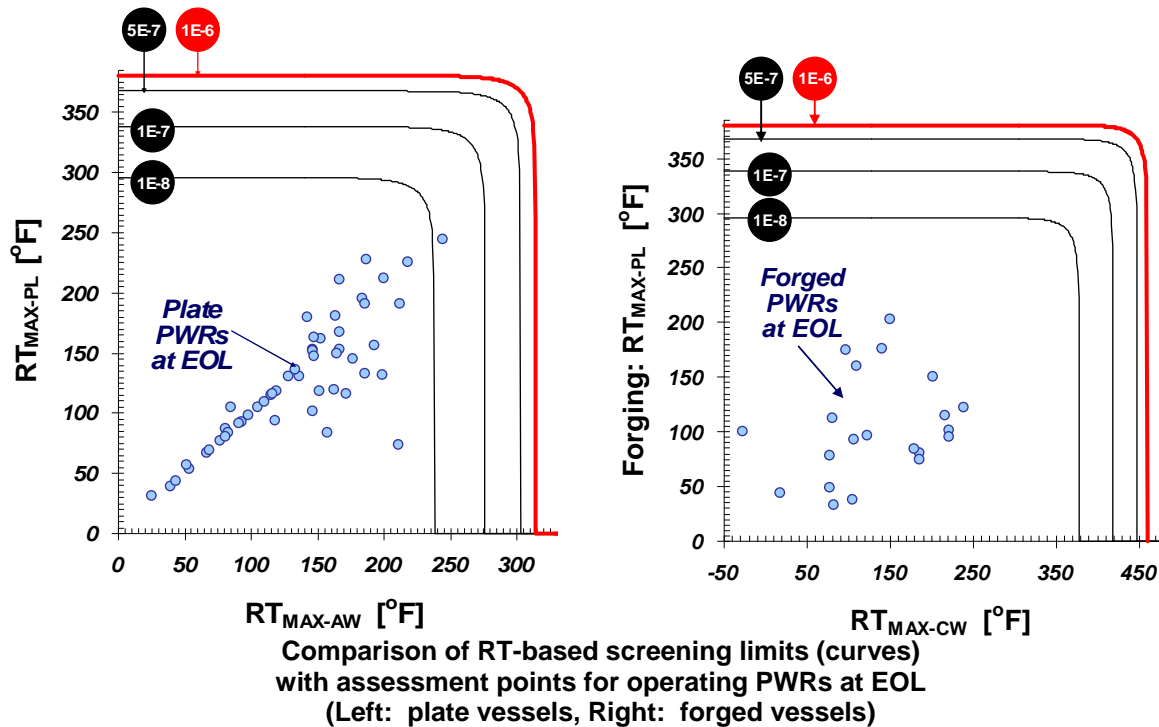 5E-7
1E-6
1E-7
1E-8
RT_MAX-PL [°F]
350
300
250
200
150
100
50
0
Plate
PWRs
at EOL
0 50 100 150 200 250 300
RT_MAX-AW [°F]
5E-7
1E-6
1E-7
1E-8
Forging: RT_MAX-PL [°F]
350
300
250
200
150
100
50
0
Forged
PWRs
at EOL
-50 50 150 250 350 450
RT_MAX-CW [°F]
Comparison of RT-based screening limits (curves)
with assessment points for operating PWRs at EOL
(Left: plate vessels, Right: forged vessels)